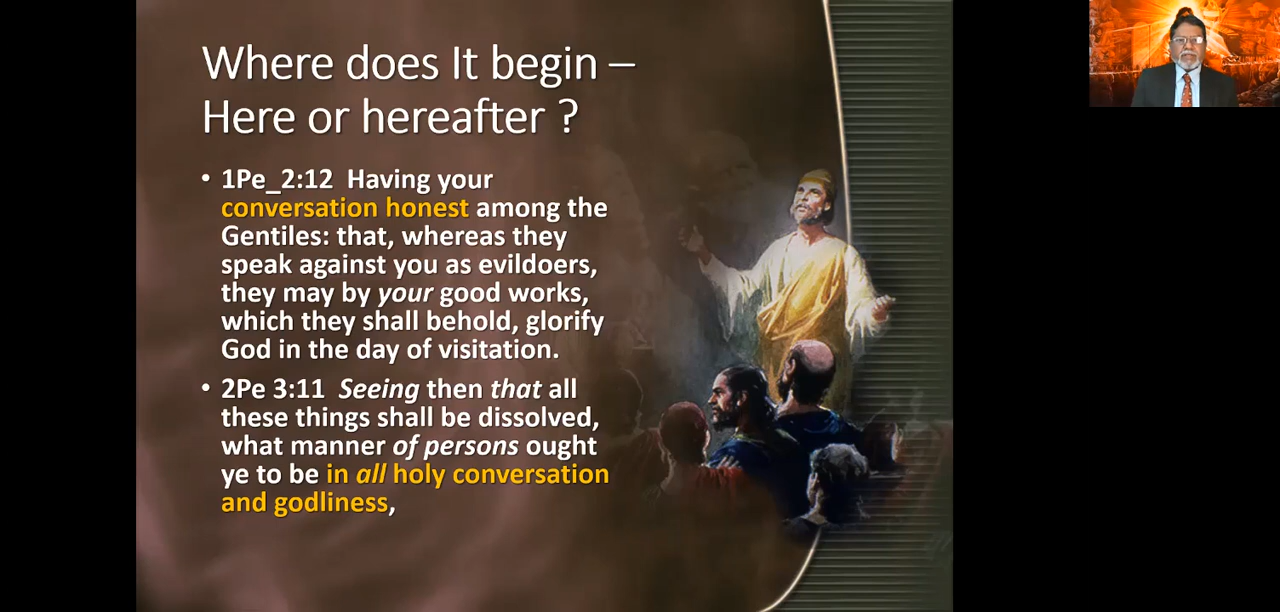 Where does It begin –
Here or hereafter ?
• 1Pe_2:12 Having your
conversation honest among the
Gentiles: that, whereas they
speak against you as evildoers,
they may by your good works,
which they shall behold, glorify
God in the day of visitation.
• 2Pe 3:11 Seeing then that all
these things shall be dissolved,
what manner of persons ought
ye to be in all holy conversation
and godliness,